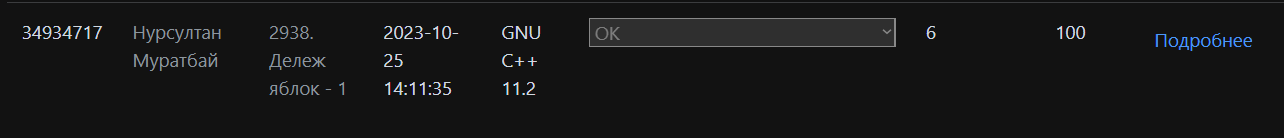 34934717 Нурсултан 2938. 2023-10- GNU OK 6 100 Подробнее
Муратбай Дележ 25 C++
яблок - 1 14:11:35 11.2